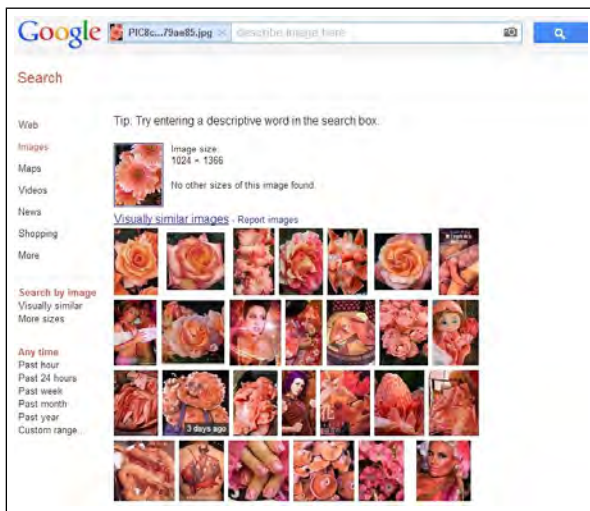 Google
PIC8c...79ae85.jpg × describe image here
Search
Web
Images
Maps
Videos
News
Shopping
More
Search by image
Visually similar
More sizes
Any time
Past hour
Past 24 hours
Past week
Past month
Past year
Custom range...
Tip: Try entering a descriptive word in the search box.
Image size:
1024 × 1366
No other sizes of this image found.
Visually similar images - Report images
3 days ago